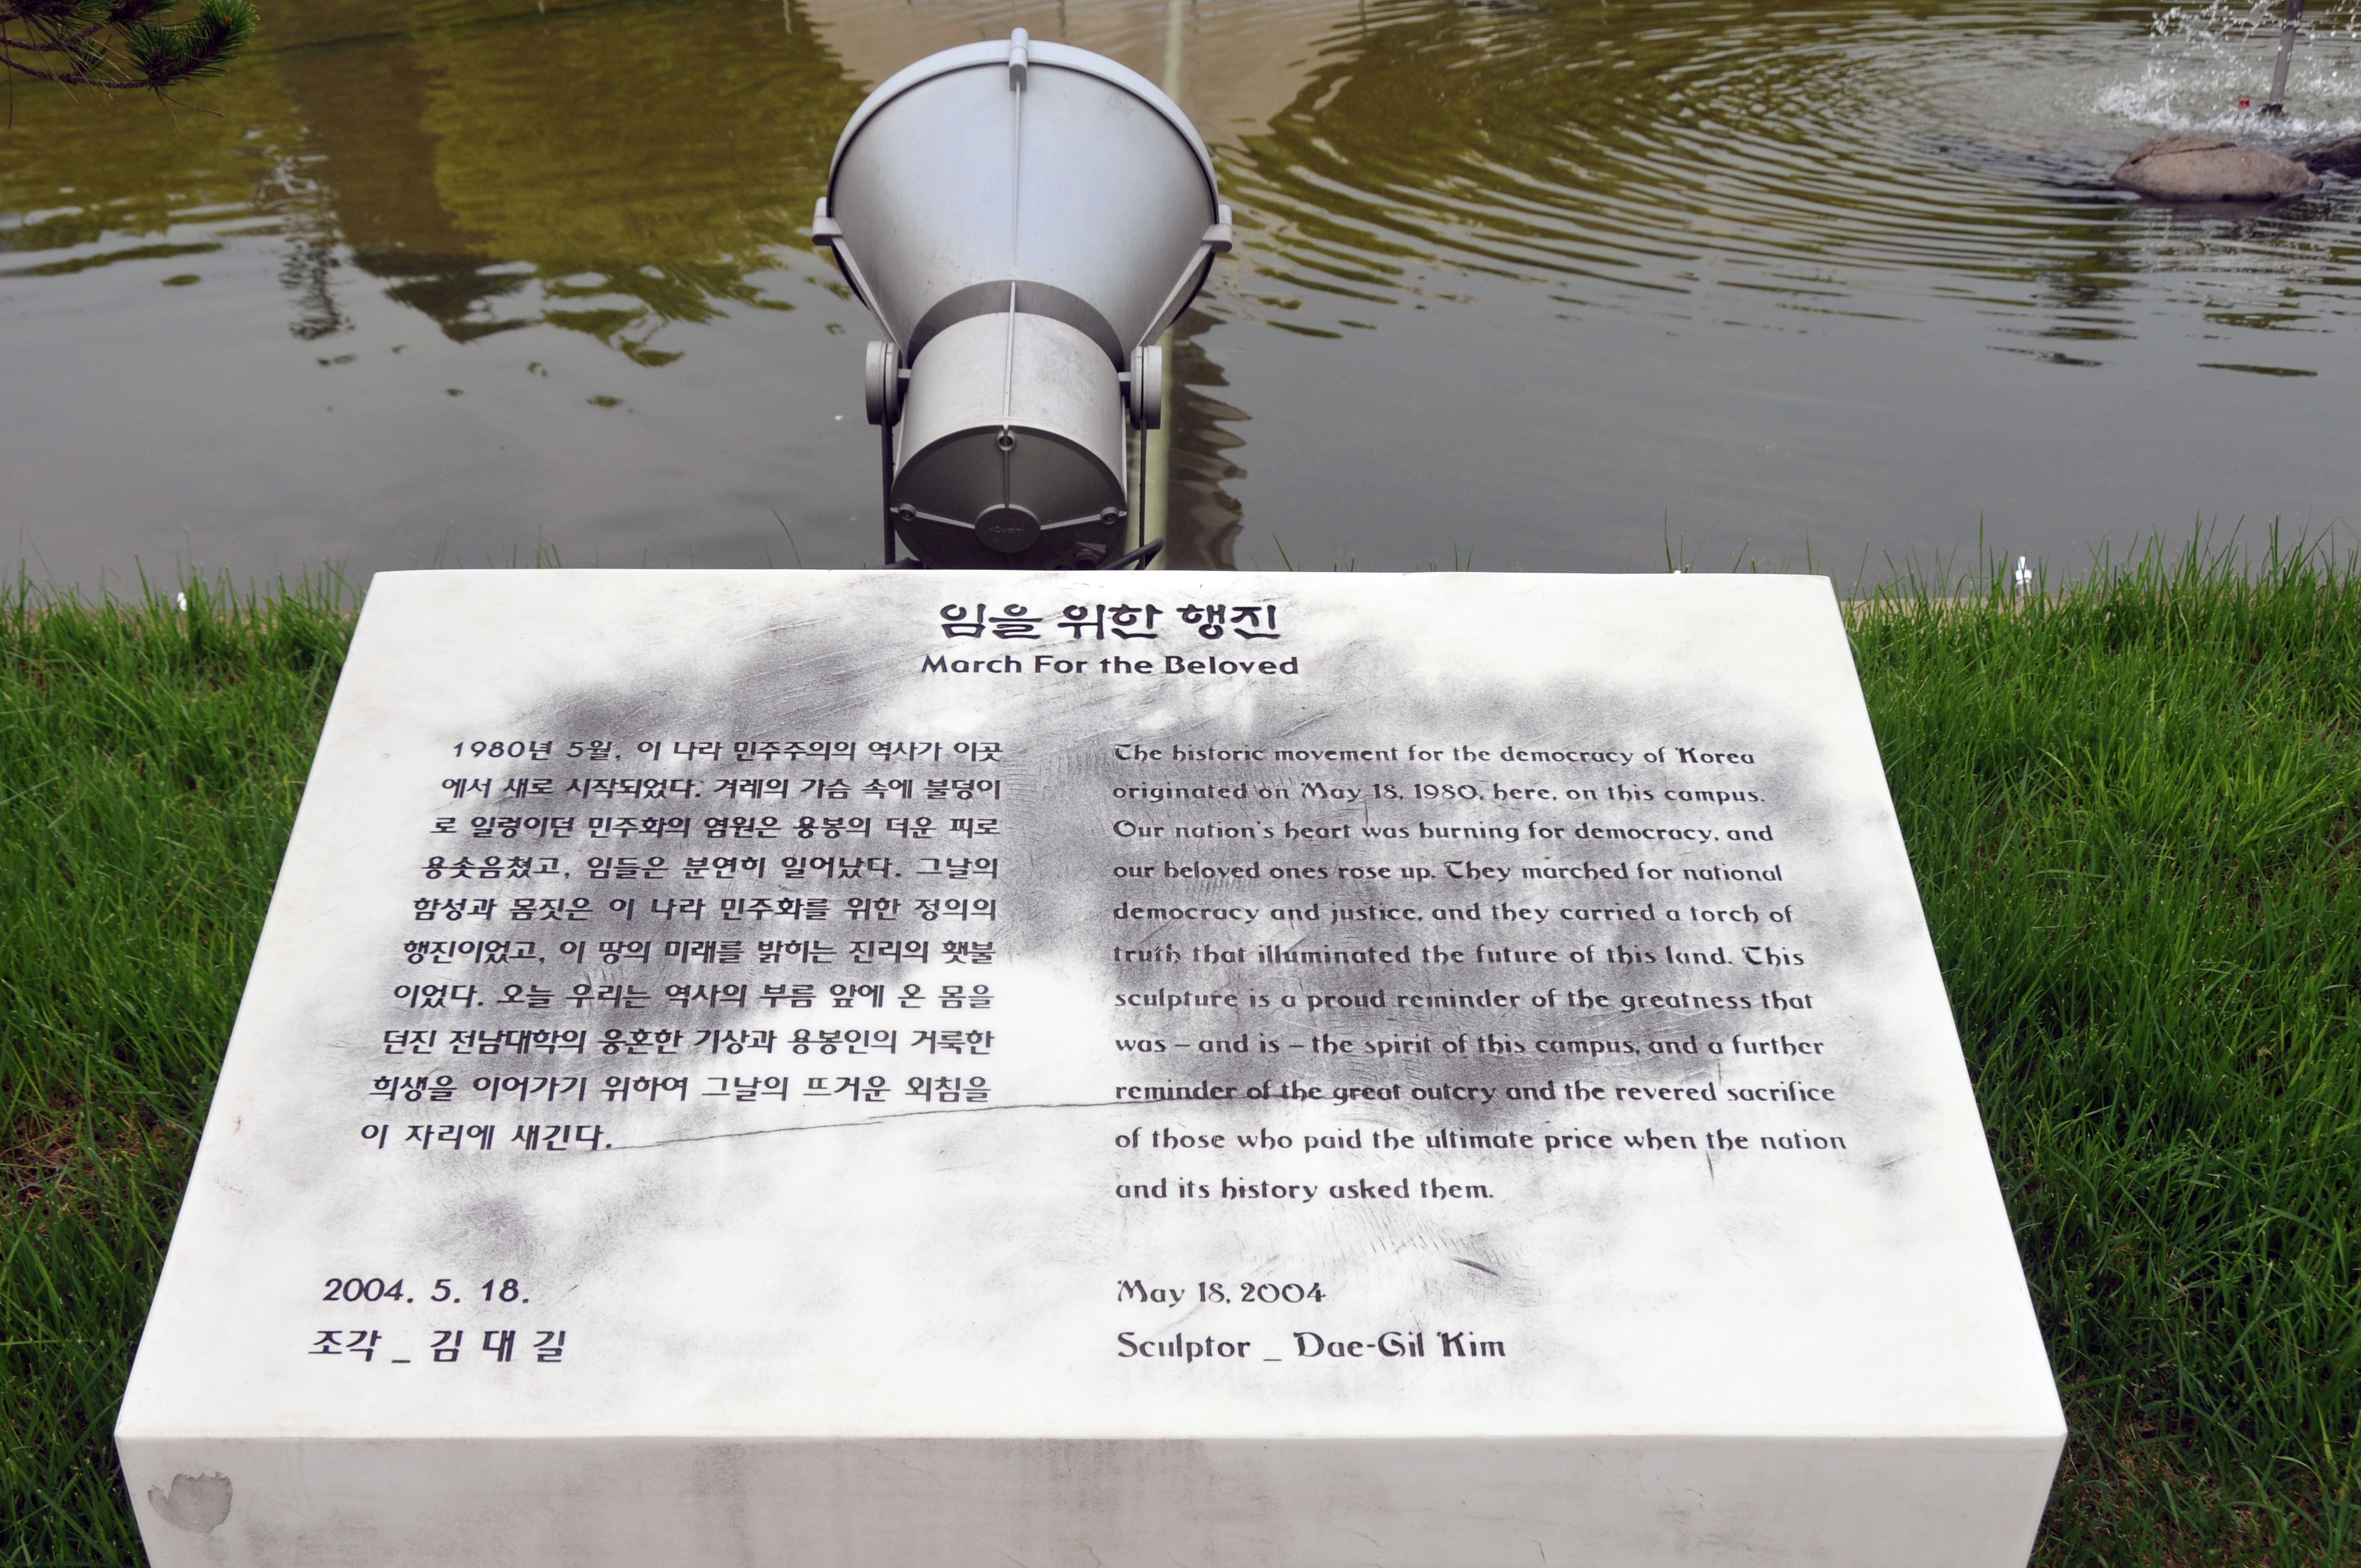 임을 위한 행진
March For the Beloved
1980년 5월, 이 나라 민주주의의 역사가 이곳
에서 새로 시작되었다. 겨레의 가슴 속에 불덩이
로 일렁이던 민주화의 염원은 용봉의 더운 피로
용솟음쳤고, 임들은 분연히 일어났다. 그날의
함성과 몸짓은 이 나라 민주화를 위한 정의의
행진이었고, 이 땅의 미래를 밝히는 진리의 횃불
이었다. 오늘 우리는 역사의 부름 앞에 온 몸을
던진 전남대학의 웅혼한 기상과 용봉인의 거룩한
희생을 이어가기 위하여 그날의 뜨거운 외침을
이 자리에 새긴다.
2004. 5. 18.
조각 _ 김 대 길
The historic movement for the democracy of Korea
originated on May 18, 1980, here, on this campus.
Our nation's heart was burning for democracy, and
our beloved ones rose up. They marched for national
democracy and justice, and they carried a torch of
truth that illuminated the future of this land. This
sculpture is a proud reminder of the greatness that
was – and is – the spirit of this campus, and a further
reminder of the great outcry and the revered sacrifice
of those who paid the ultimate price when the nation
and its history asked them.
May 18, 2004
Sculptor _ Dae-Gil Kim